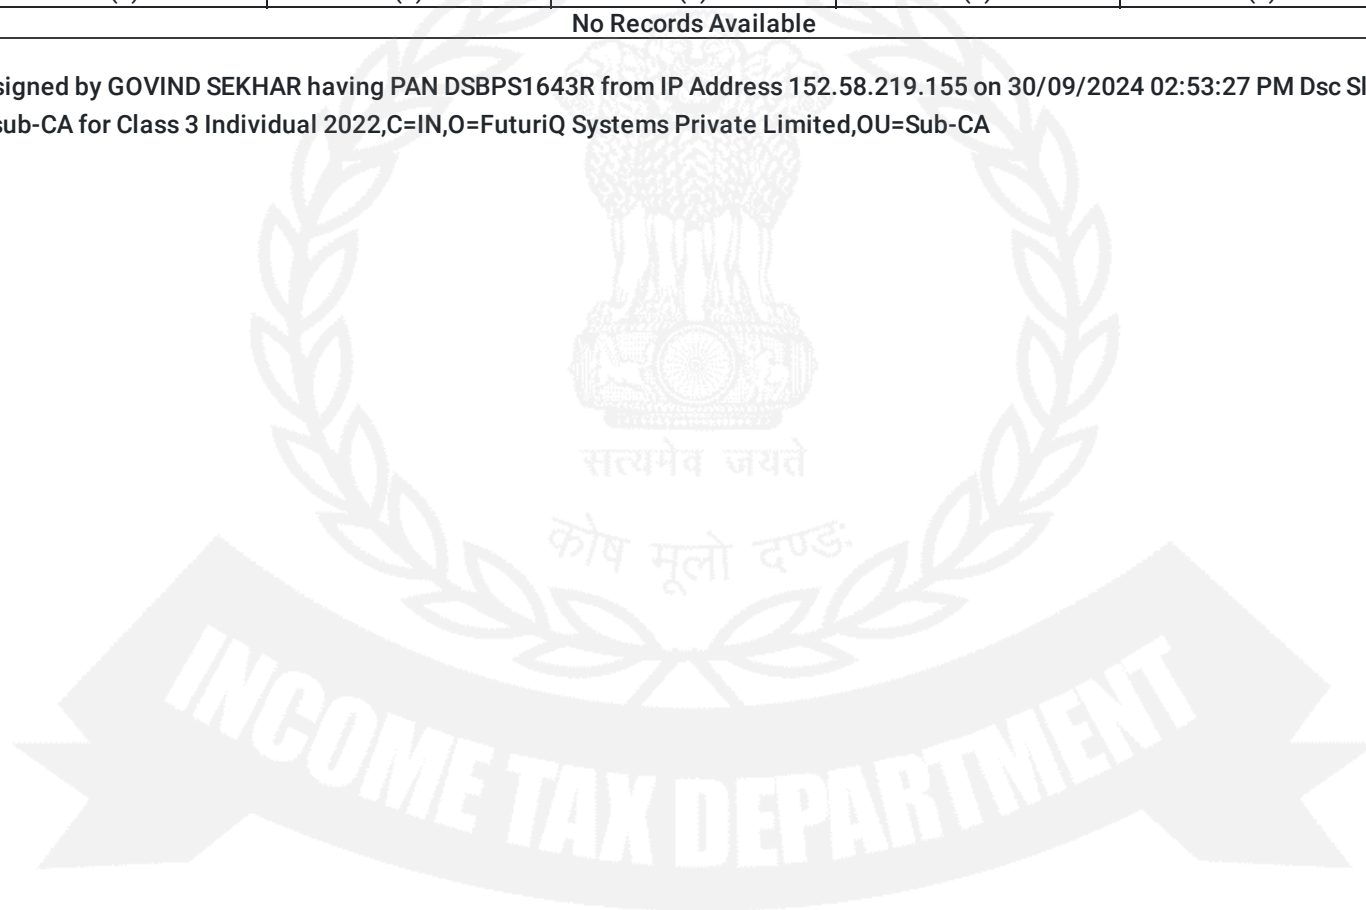 No Records Available
signed by GOVIND SEKHAR having PAN DSBPS1643R from IP Address 152.58.219.155 on 30/09/2024 02:53:27 PM Dsc Sl
sub-CA for Class 3 Individual 2022,C=IN,O=FuturiQ Systems Private Limited,OU=Sub-CA
सत्यमेव जयते
कोष मूलो दण्डः
INCOME TAX DEPARTMENT